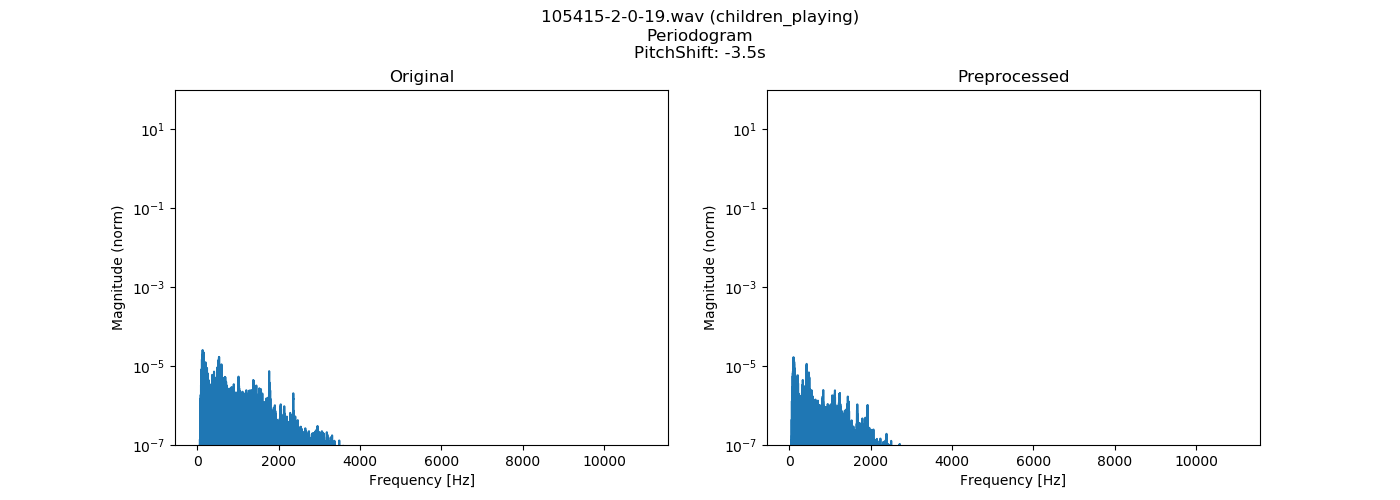 105415-2-0-19.wav (children_playing)
Periodogram
PitchShift: -3.5s
Original
Preprocessed
10^1
10^-1
10^-3
10^-5
10^-7
Magnitude (norm)
0 2000 4000 6000 8000 10000
Frequency [Hz]
10^1
10^-1
10^-3
10^-5
10^-7
Magnitude (norm)
0 2000 4000 6000 8000 10000
Frequency [Hz]